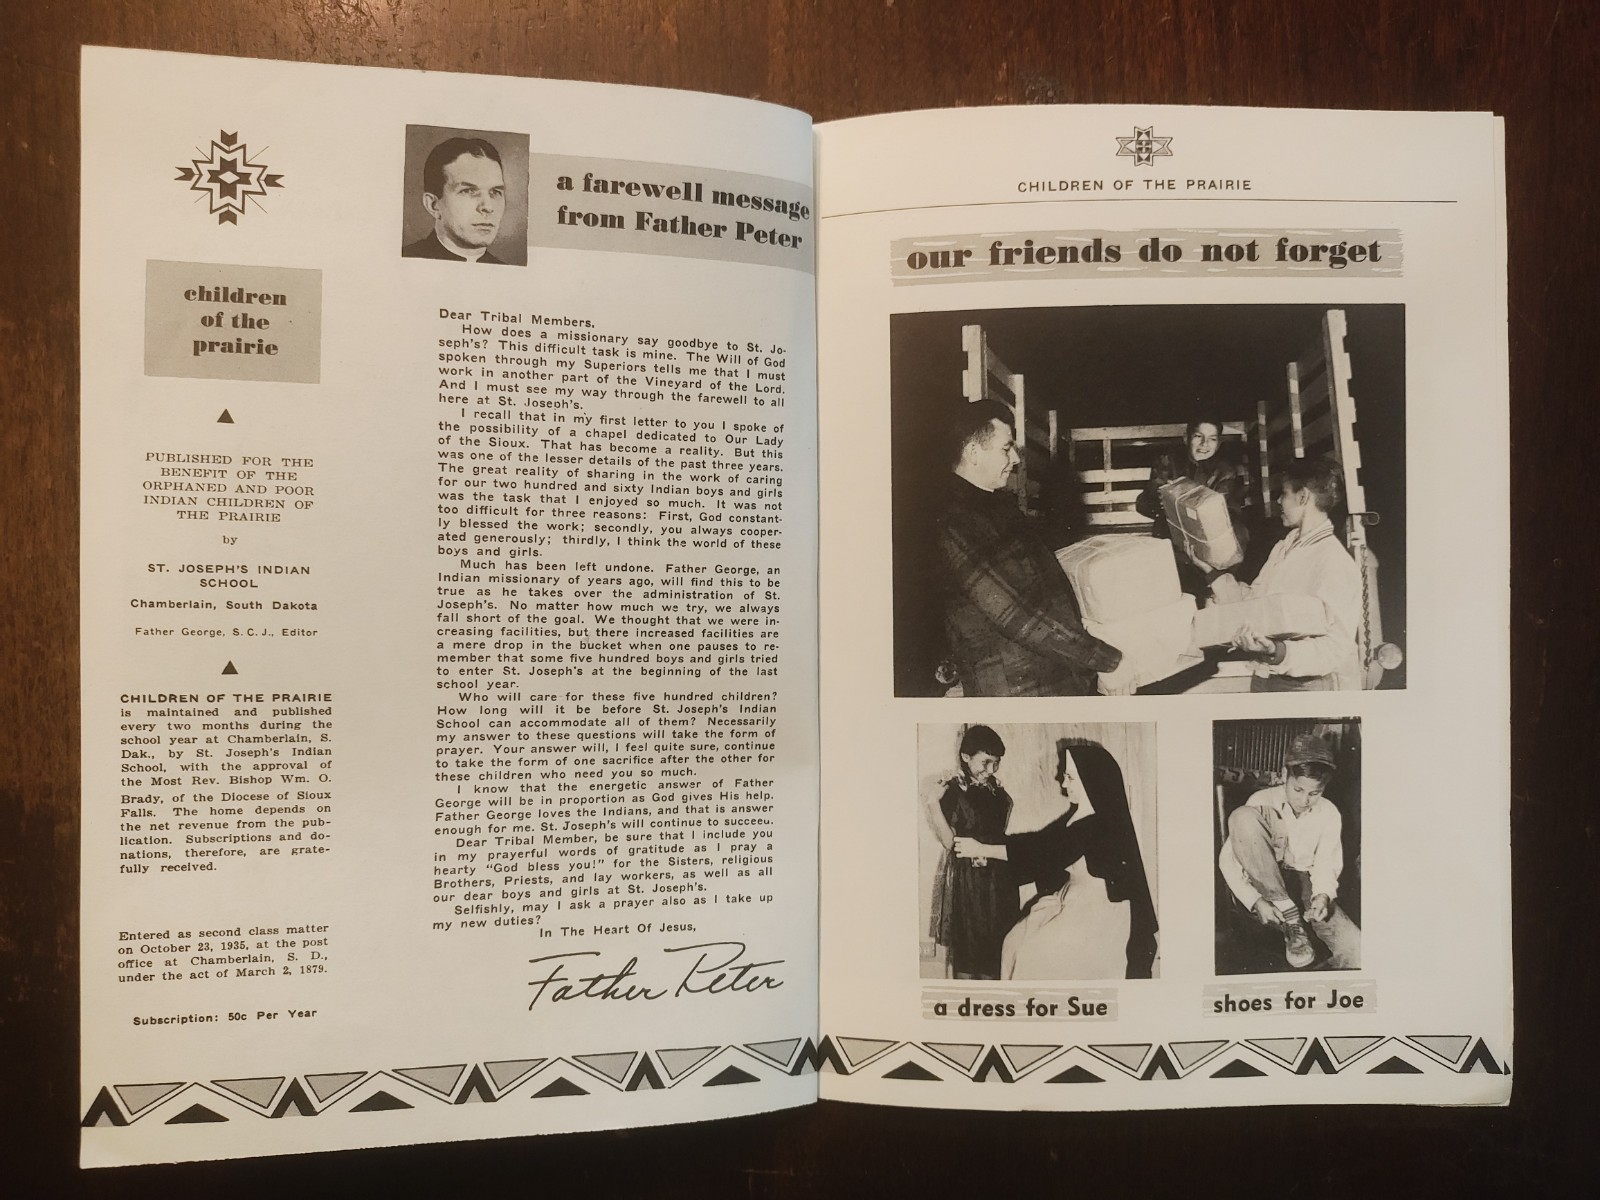 children
of the
prairie
PUBLISHED FOR THE
BENEFIT OF THE
ORPHANED AND POOR
INDIAN CHILDREN OF
THE PRAIRIE
by
ST. JOSEPH'S INDIAN
SCHOOL
Chamberlain, South Dakota
Father George, S.C.J., Editor
CHILDREN OF THE PRAIRIE
is maintained and published
every two months during the
school year at Chamberlain, S.
Dak., by St. Joseph's Indian
School, with the approval of
the Most Rev. Bishop Wm. O.
Brady, of the Diocese of Sioux
Falls. The home depends on
the net revenue from the pub-
lication. Subscriptions and do-
nations, therefore, are grate-
fully received.
Entered as second class matter
on October 23, 1935, at the post
office at Chamberlain, S. D.,
under the act of March 2, 1879.
Subscription: 50c Per Year
a farewell message
from Father Peter
Dear Tribal Members,
How does a missionary say goodbye to St. Jo-
seph's? This difficult task is mine. The Will of God
spoken through my Superiors tells me that I must
work in another part of the Vineyard of the Lord.
And I must see my way through the farewell to all
here at St. Joseph's.
I recall that in my first letter to you I spoke of
the possibility of a chapel dedicated to Our Lady
of the Sioux. That has become a reality. But this
was one of the lesser details of the past three years.
The great reality of sharing in the work of caring
for our two hundred and sixty Indian boys and girls
was the task that I enjoyed so much. It was not
too difficult for three reasons: First, God constant-
ly blessed the work; secondly, you always cooper-
ated generously; thirdly, I think the world of these
boys and girls.
Much has been left undone. Father George, an
Indian missionary of years ago, will find this to be
true as he takes over the administration of St.
Joseph's. No matter how much we try, we always
fall short of the goal. We thought that we were in-
creasing facilities, but there increased facilities are
a mere drop in the bucket when one pauses to re-
member that some five hundred boys and girls tried
to enter St. Joseph's at the beginning of the last
school year.
Who will care for these five hundred children?
How long will it be before St. Joseph's Indian
School can accommodate all of them? Necessarily
my answer to these questions will take the form of
prayer. Your answer will, I feel quite sure, continue
to take the form of one sacrifice after the other for
these children who need you so much.
I know that the energetic answer of Father
George will be in proportion as God gives His help.
Father George loves the Indians, and that is answer
enough for me. St. Joseph's will continue to succeed.
Dear Tribal Member, be sure that I include you
in my prayerful words of gratitude as I pray a
hearty "God bless you!" for the Sisters, religious
Brothers, Priests, and lay workers, as well as all
our dear boys and girls at St. Joseph's.
Selfishly, may I ask a prayer also as I take up
my new duties?
In The Heart Of Jesus,
Father Peter
CHILDREN OF THE PRAIRIE
our friends do not forget
a dress for Sue
shoes for Joe